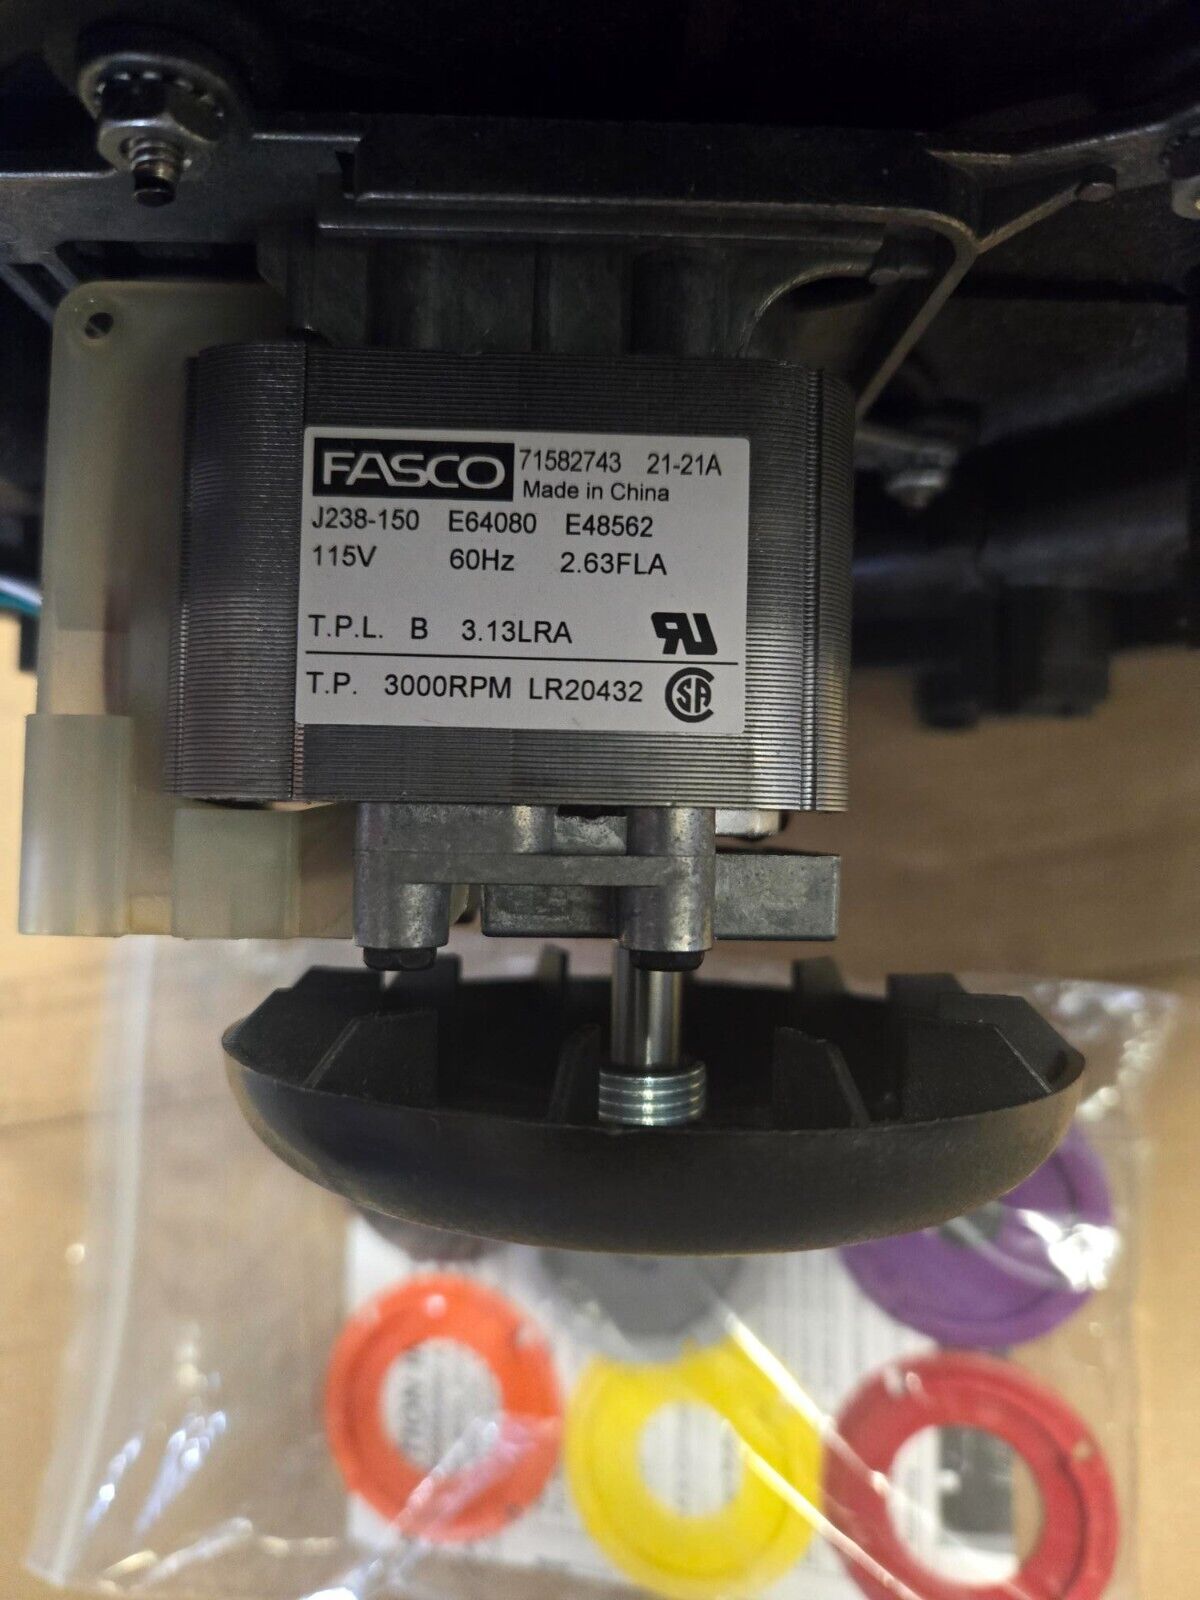 FASCO 71582743 21-21A
Made in China
J238-150 E64080 E48562
115V 60Hz 2.63FLA
T.P.L. B 3.13LRA
T.P. 3000RPM LR20432